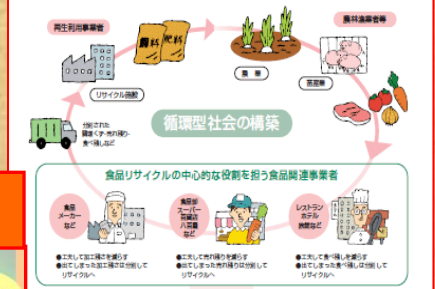 再生利用事業者
農林漁業者等
飼料
肥料
リサイクル施設
農業
畜産等
分別された
調理くず・売れ残り・
食べ残しなど
循環型社会の構築
食品リサイクルの中心的な役割を担う食品関連事業者
食品
メーカー
など
食品卸
スーパー
百貨店
八百屋
など
レストラン
ホテル
旅館など
●工夫して加工残さを減らす
●出てしまった加工残さは分別して
リサイクルへ
●工夫して売れ残りを減らす
●出てしまった売れ残りは分別して
リサイクルへ
●工夫して食べ残しを減らす
●出てしまった食べ残しは分別して
リサイクルへ